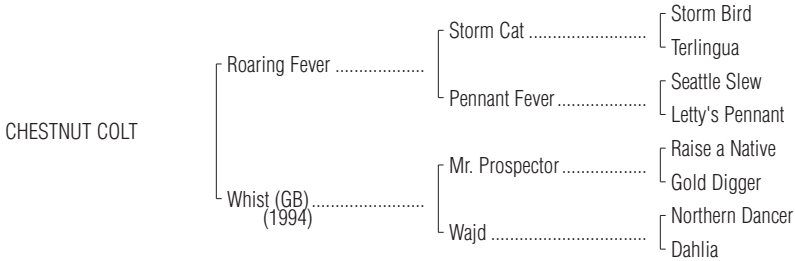 Storm Bird
Storm Cat ........................
Terlingua
Roaring Fever ...................
Seattle Slew
Pennant Fever ..................
Letty's Pennant
CHESTNUT COLT
Raise a Native
Mr. Prospector .................
Gold Digger
Whist (GB) ........................
(1994)
Northern Dancer
Wajd ................................
Dahlia